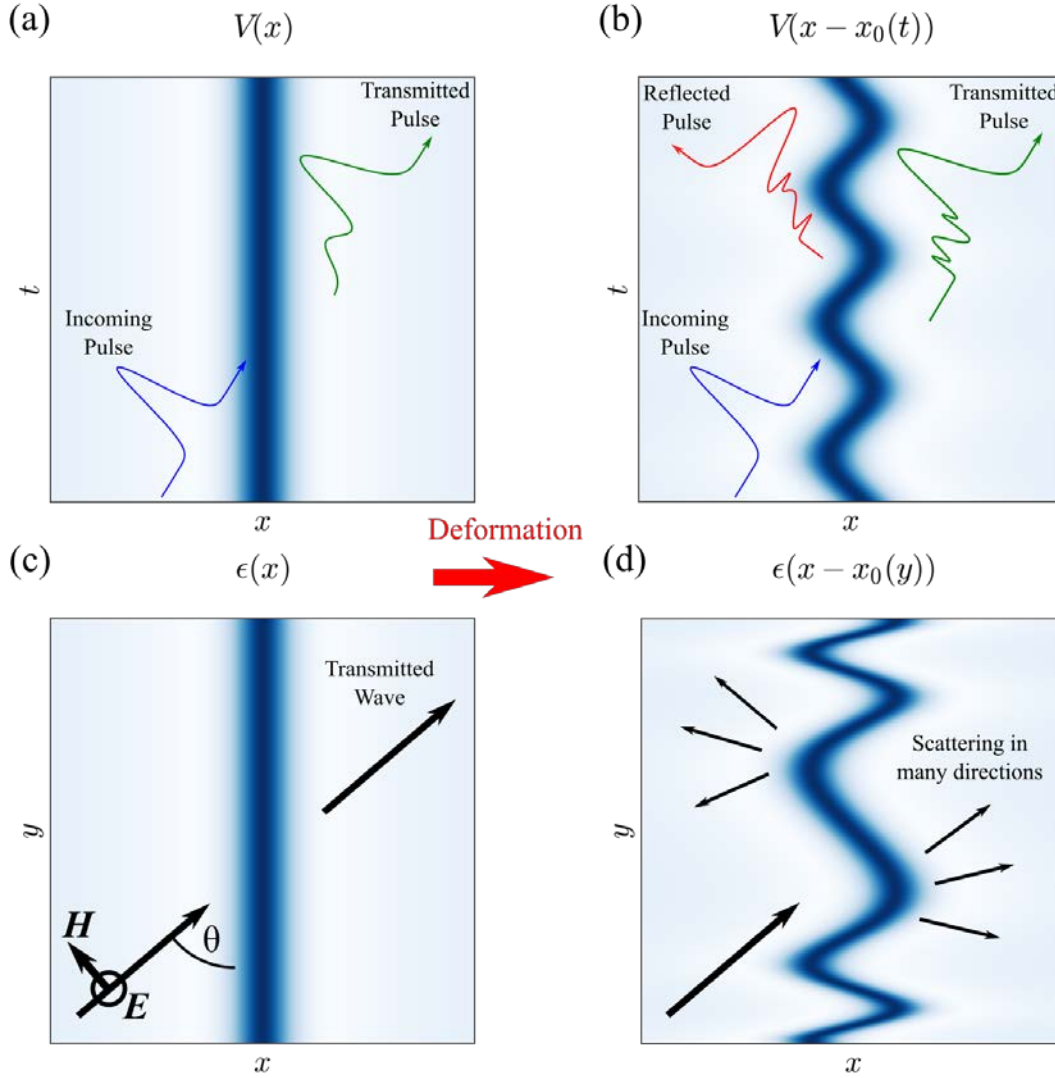 (a)
V(x)
(b)
V(x − x₀(t))
Transmitted
Pulse
Reflected
Pulse
Transmitted
Pulse
t
t
Incoming
Pulse
Incoming
Pulse
x
x
Deformation
(c)
ϵ(x)
(d)
ϵ(x − x₀(y))
Transmitted
Wave
Scattering in
many directions
y
y
H
E
θ
x
x